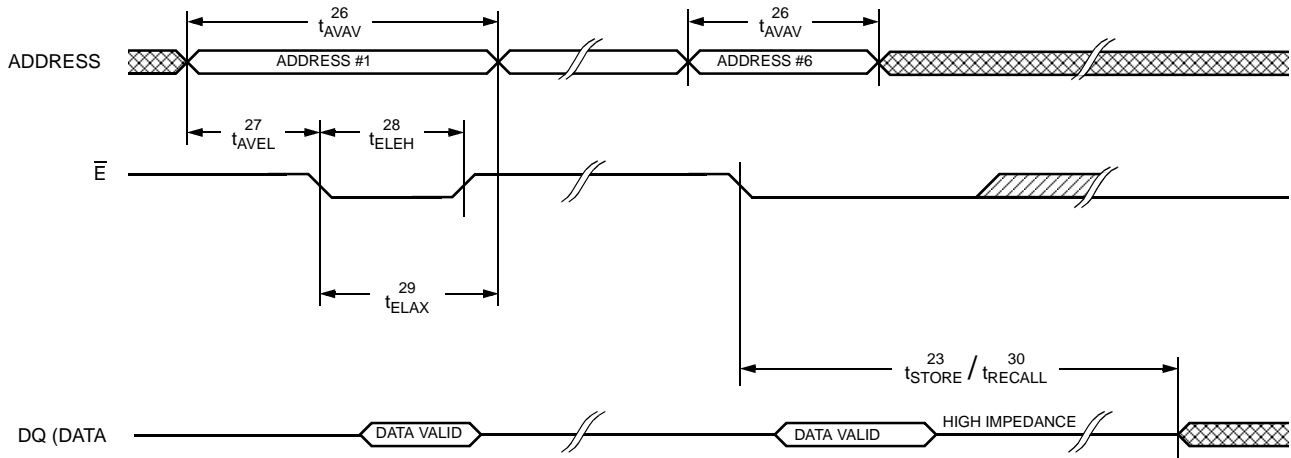 26 26
tAVAV tAVAV
ADDRESS ADDRESS #1 ADDRESS #6
27 28
tAVEL tELEH
E
29
tELAX
23 30
tSTORE / tRECALL
DQ (DATA DATA VALID DATA VALID HIGH IMPEDANCE